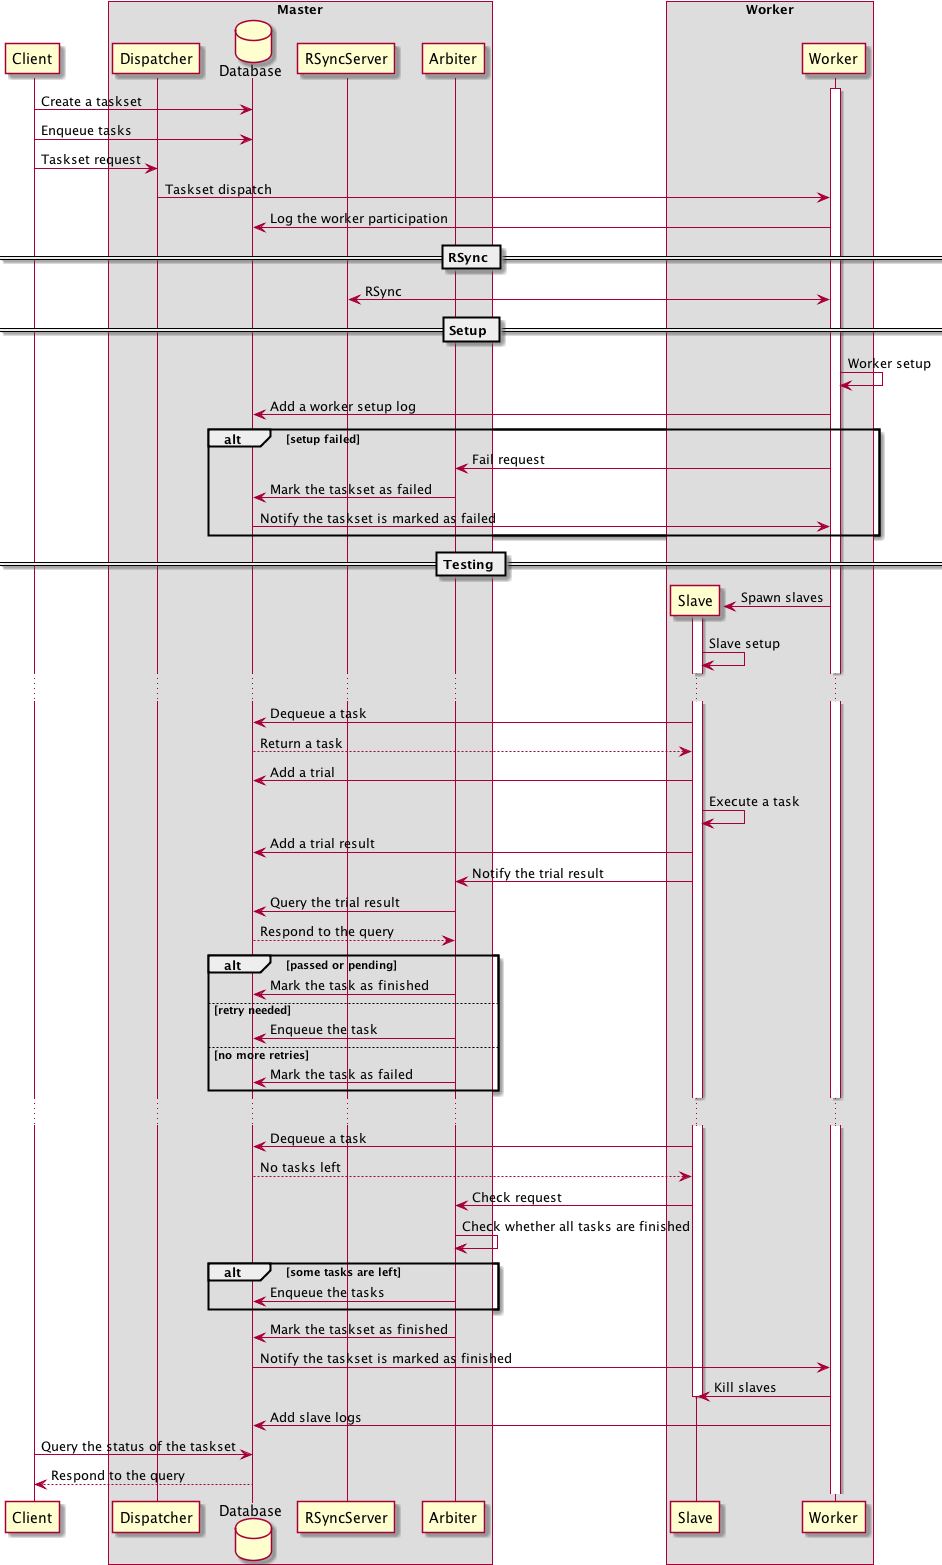 Master
Worker
Client
Dispatcher
Database
RSyncServer
Arbiter
Worker
Create a taskset
Enqueue tasks
Taskset request
Taskset dispatch
Log the worker participation
RSync
RSync
Setup
Worker setup
Add a worker setup log
alt [setup failed]
Fail request
Mark the taskset as failed
Notify the taskset is marked as failed
Testing
Slave
Spawn slaves
Slave setup
Dequeue a task
Return a task
Add a trial
Execute a task
Add a trial result
Notify the trial result
Query the trial result
Respond to the query
alt [passed or pending]
Mark the task as finished
[retry needed]
Enqueue the task
[no more retries]
Mark the task as failed
Dequeue a task
No tasks left
Check request
Check whether all tasks are finished
alt [some tasks are left]
Enqueue the tasks
Mark the taskset as finished
Notify the taskset is marked as finished
Kill slaves
Add slave logs
Query the status of the taskset
Respond to the query
Client
Dispatcher
Database
RSyncServer
Arbiter
Slave
Worker